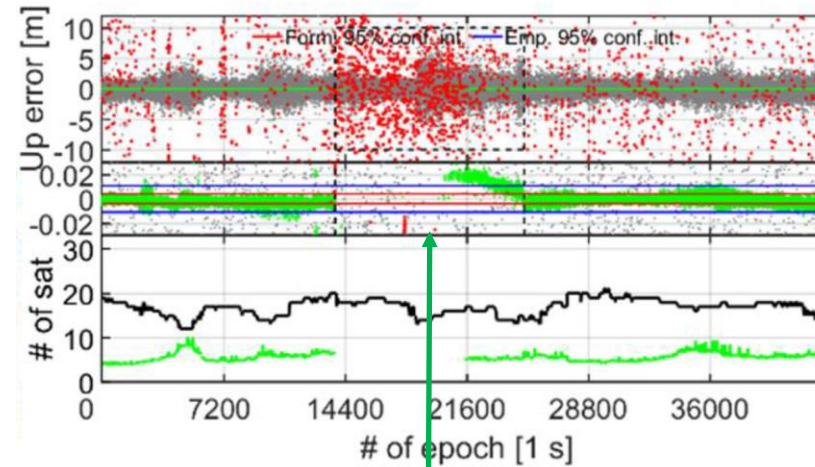 Up error [m]
10
5
0
-5
-10
Form. 95% conf. int. Emp. 95% conf. int.
0.02
0
-0.02
# of sat
30
20
10
0
0 7200 14400 21600 28800 36000
# of epoch [1 s]